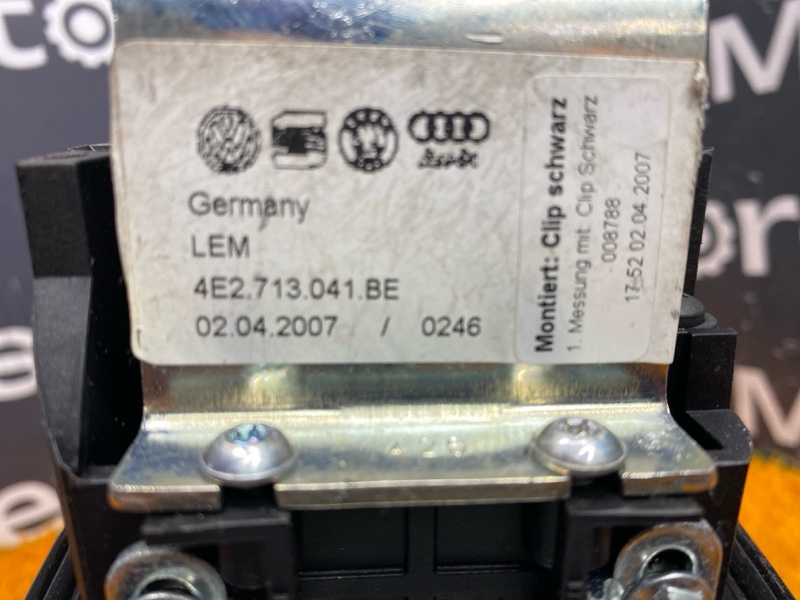 Germany
LEM
4E2.713.041.BE
02.04.2007 / 0246
Montiert: Clip schwarz
1. Messung mit: Clip Schwarz
008788
17:52 02.04.2007
426